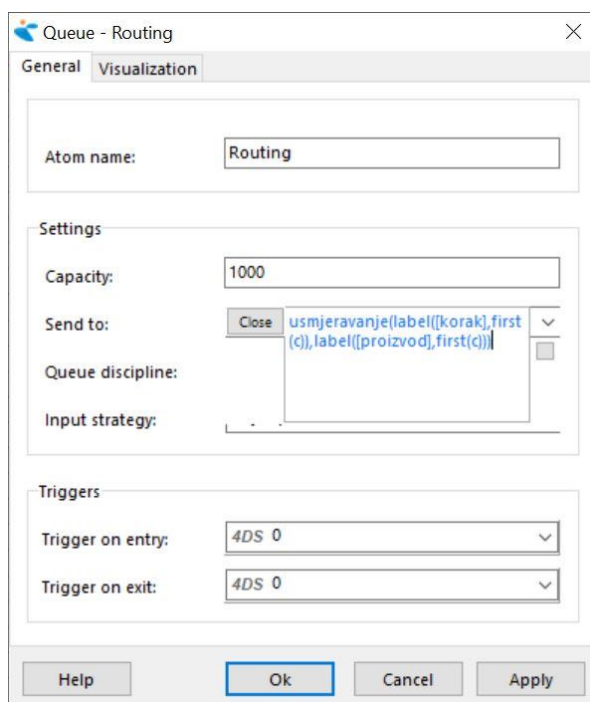 Queue - Routing
General Visualization
Atom name: Routing
Settings
Capacity: 1000
Send to: Close usmjeravanje(label([korak],first
(c)),label([proizvod],first(c)))
Queue discipline:
Input strategy:
Triggers
Trigger on entry: 4DS 0
Trigger on exit: 4DS 0
Help Ok Cancel Apply